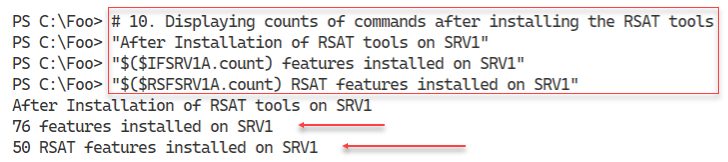 PS C:\Foo> # 10. Displaying counts of commands after installing the RSAT tools
PS C:\Foo> "After Installation of RSAT tools on SRV1"
PS C:\Foo> "$($IFSRV1A.count) features installed on SRV1"
PS C:\Foo> "$($RSFSRV1A.count) RSAT features installed on SRV1"
After Installation of RSAT tools on SRV1
76 features installed on SRV1
50 RSAT features installed on SRV1